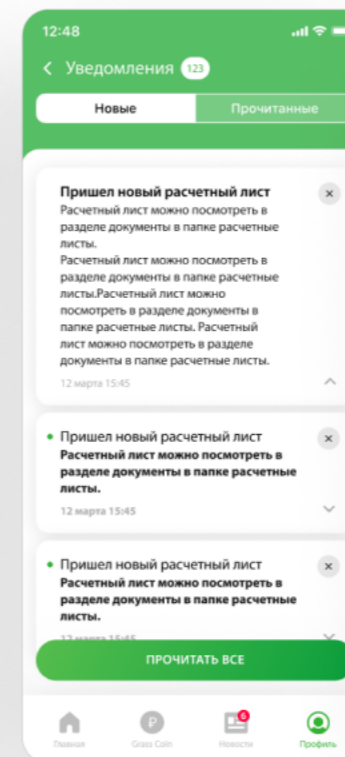 12:48
Уведомления 123
Новые
Прочитанные
Пришел новый расчетный лист
Расчетный лист можно посмотреть в
разделе документы в папке расчетные
листы.
Расчетный лист можно посмотреть в
разделе документы в папке расчетные
листы.Расчетный лист можно
посмотреть в разделе документы в
папке расчетные листы. Расчетный
лист можно посмотреть в разделе
документы в папке расчетные листы.
12 марта 15:45
Пришел новый расчетный лист
Расчетный лист можно посмотреть в
разделе документы в папке расчетные
листы.
12 марта 15:45
Пришел новый расчетный лист
Расчетный лист можно посмотреть в
разделе документы в папке расчетные
листы.
12 марта 15:45
ПРОЧИТАТЬ ВСЕ
6
Главная
Grass Coin
Новости
Профиль